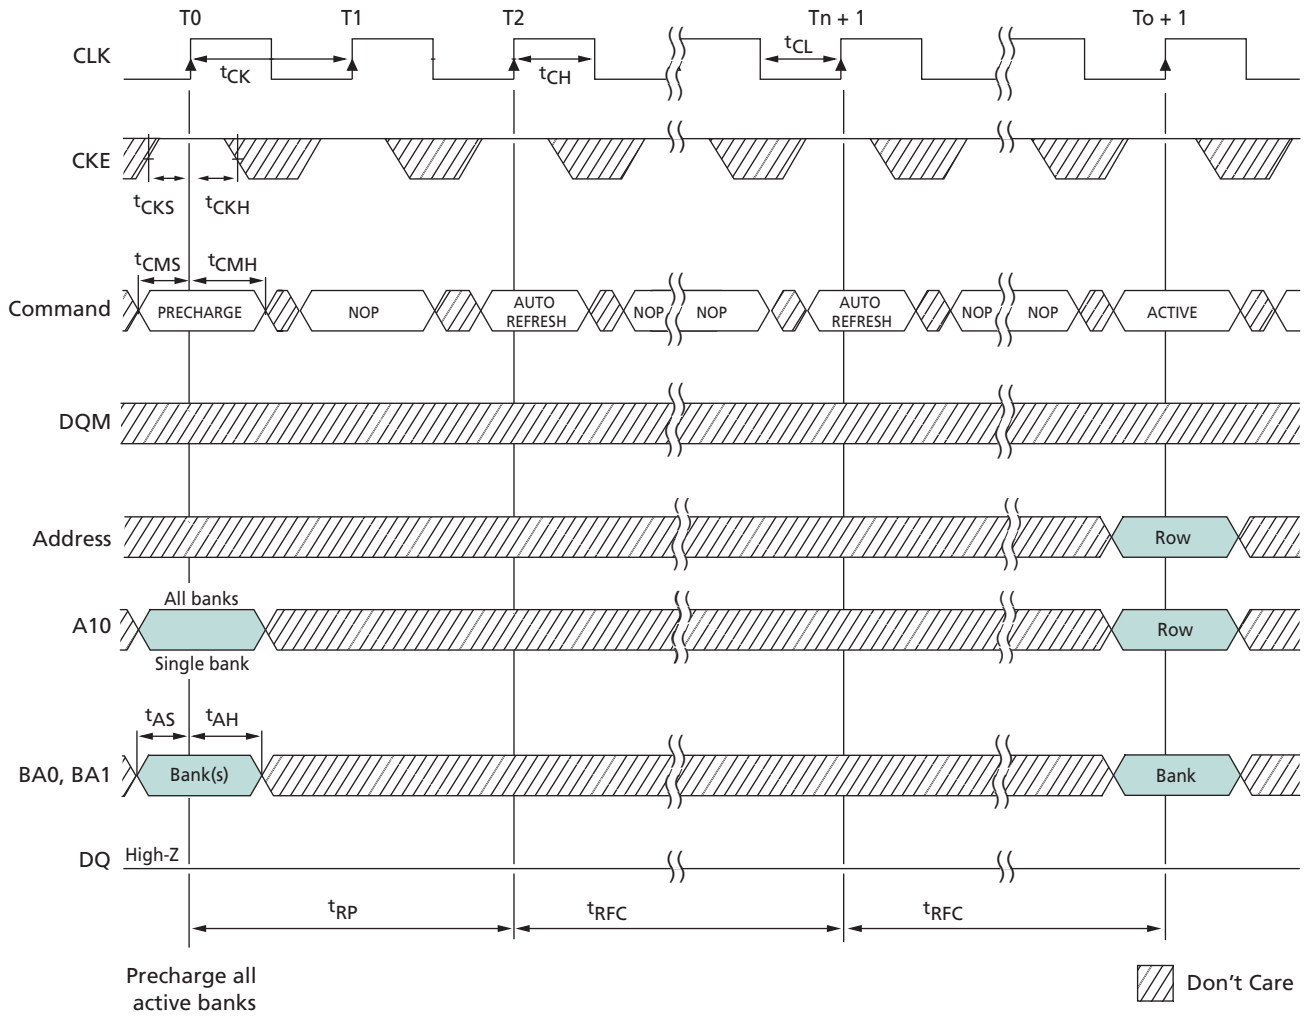 T0 T1 T2 Tn + 1 To + 1
CLK
tCK tCH tCL
CKE
tCKS tCKH
tCMS tCMH
Command PRECHARGE NOP AUTO REFRESH NOP NOP AUTO REFRESH NOP NOP ACTIVE
DQM
Address Row
All banks
A10 Row
Single bank
tAS tAH
BA0, BA1 Bank(s) Bank
DQ High-Z
tRP tRFC tRFC
Precharge all
active banks
Don't Care